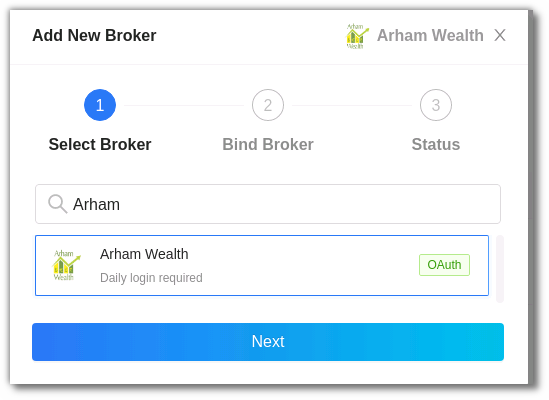 Add New Broker
Arham
Wealth
Arham Wealth
1
2
3
Select Broker
Bind Broker
Status
Arham
Arham
Wealth
Arham Wealth
Daily login required
OAuth
Next